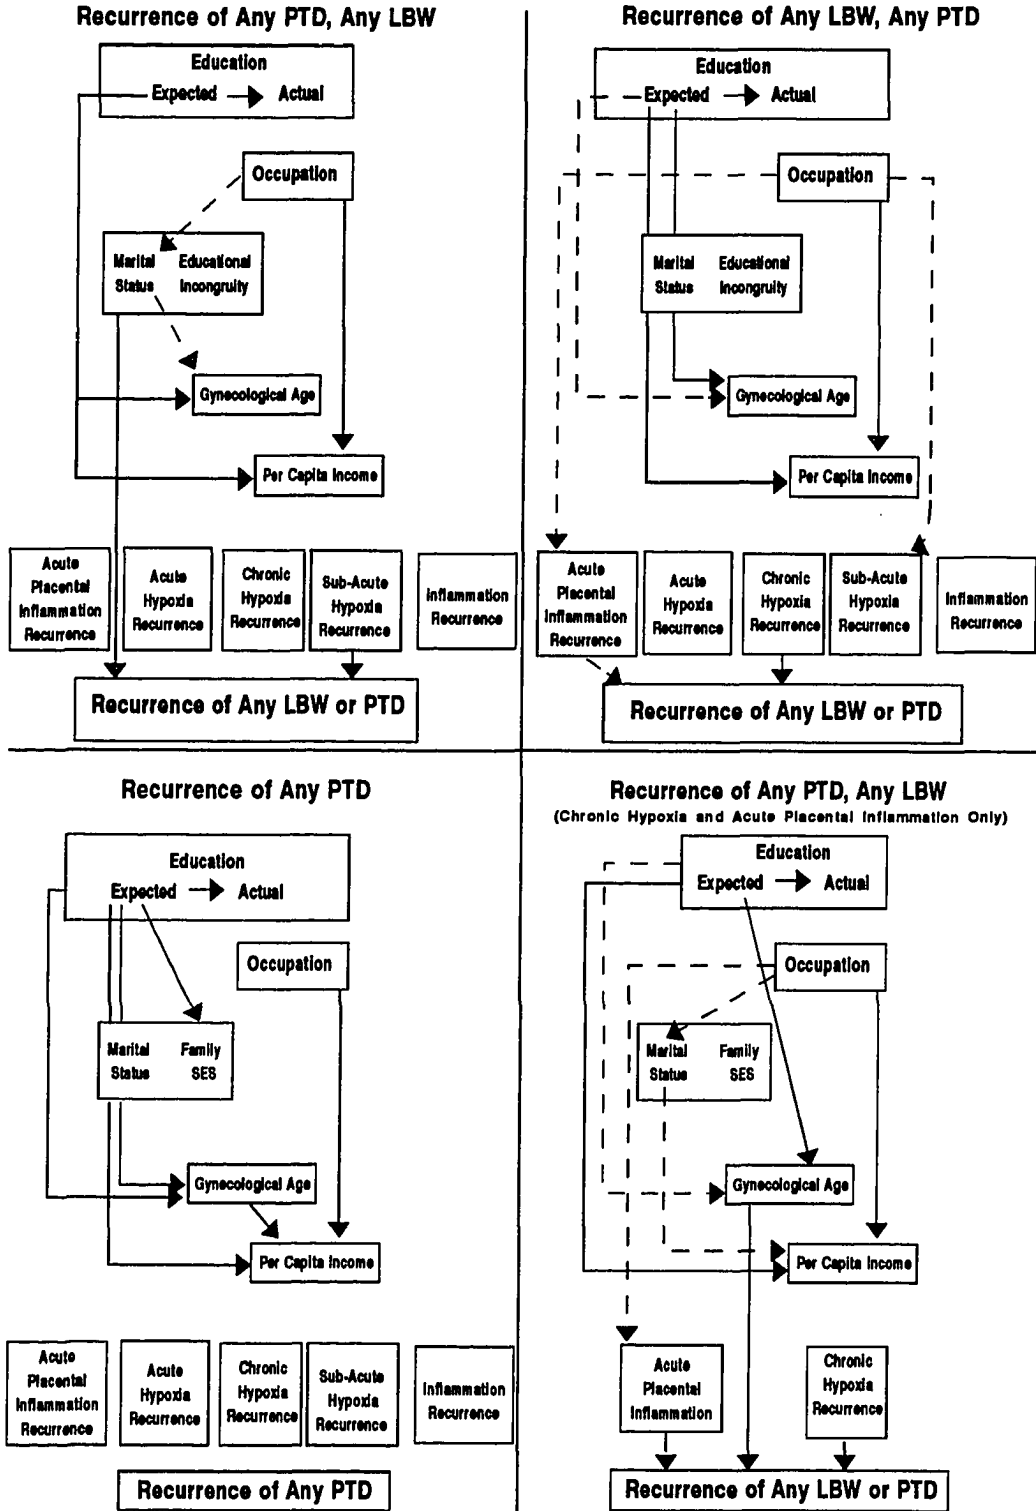 Recurrence of Any PTD, Any LBW
Education
Expected Actual
Occupation
Marital Educational
Status Incongruity
Gynecological Age
Per Capita Income
Acute
Placental
Inflammation
Recurrence
Acute
Hypoxia
Recurrence
Chronic
Hypoxia
Recurrence
Sub-Acute
Hypoxia
Recurrence
Inflammation
Recurrence
Recurrence of Any LBW or PTD
Recurrence of Any LBW, Any PTD
Education
Expected Actual
Occupation
Marital Educational
Status Incongruity
Gynecological Age
Per Capita Income
Acute
Placental
Inflammation
Recurrence
Acute
Hypoxia
Recurrence
Chronic
Hypoxia
Recurrence
Sub-Acute
Hypoxia
Recurrence
Inflammation
Recurrence
Recurrence of Any LBW or PTD
Recurrence of Any PTD
Education
Expected Actual
Occupation
Marital Family
Status SES
Gynecological Age
Per Capita Income
Acute
Placental
Inflammation
Recurrence
Acute
Hypoxia
Recurrence
Chronic
Hypoxia
Recurrence
Sub-Acute
Hypoxia
Recurrence
Inflammation
Recurrence
Recurrence of Any PTD
Recurrence of Any PTD, Any LBW
(Chronic Hypoxia and Acute Placental Inflammation Only)
Education
Expected Actual
Occupation
Marital Family
Status SES
Gynecological Age
Per Capita Income
Acute
Placental
Inflammation
Chronic
Hypoxia
Recurrence
Recurrence of Any LBW or PTD